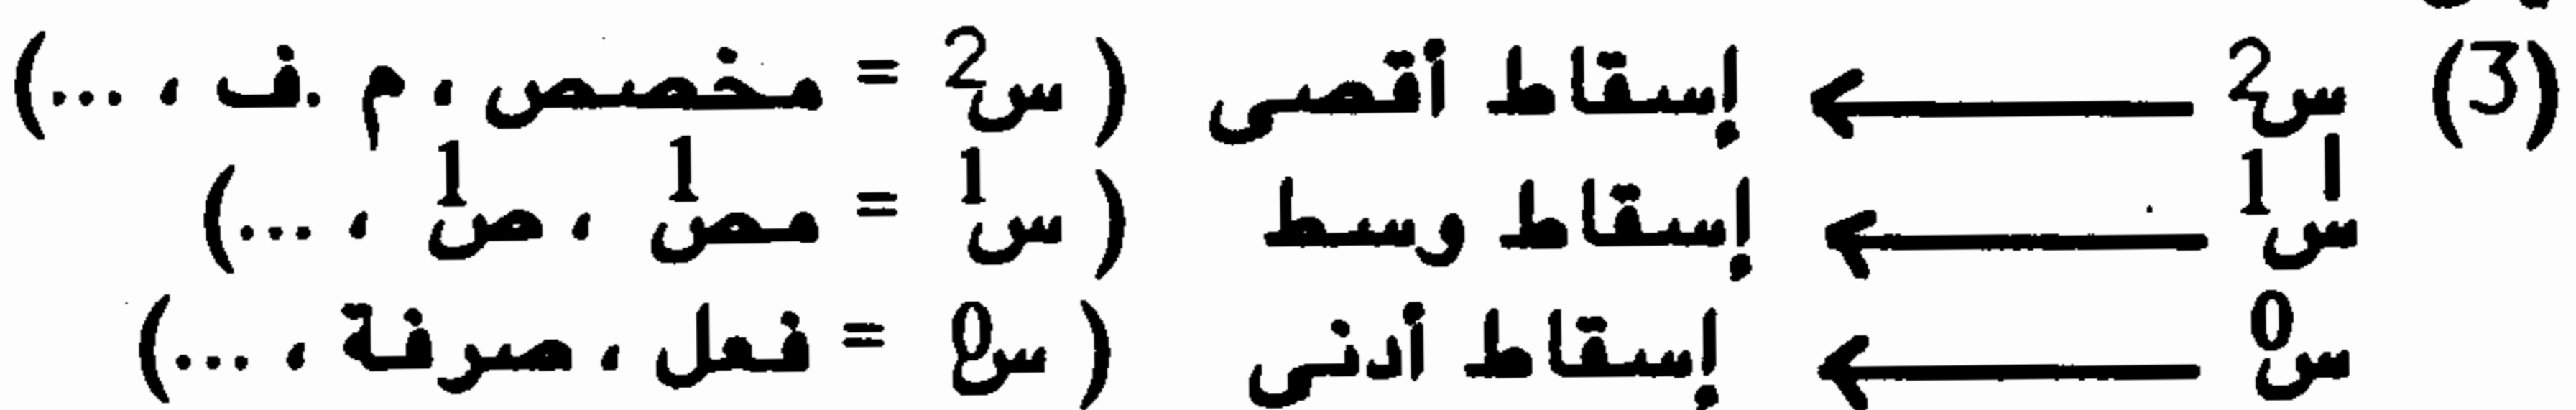 (3) س2 ← إسقاط أقصى (س2 = مخصص، م .ف ، ...)
س1 ← إسقاط وسط (س1 = مص1 ، ص1 ، ...)
س0 ← إسقاط أدنى (س0 = فعل، صرفة ، ...)